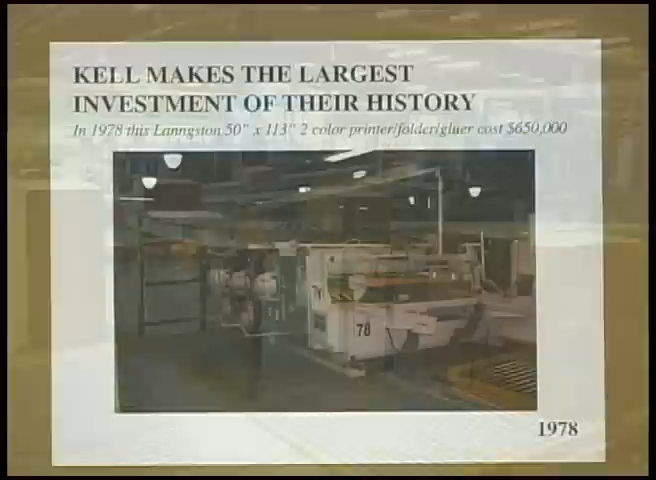 KELL MAKES THE LARGEST
INVESTMENT OF THEIR HISTORY
In 1978 this Lanngston 50" x 113" 2 color printer/folder/gluer cost $650,000
78
1978